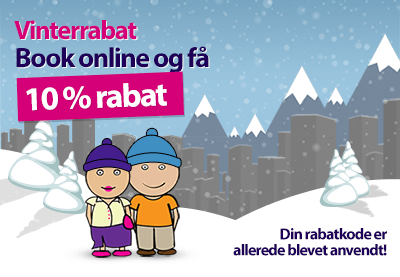 Vinterrabat
Book online og få
10 % rabat
Din rabatkode er
allerede blevet anvendt!